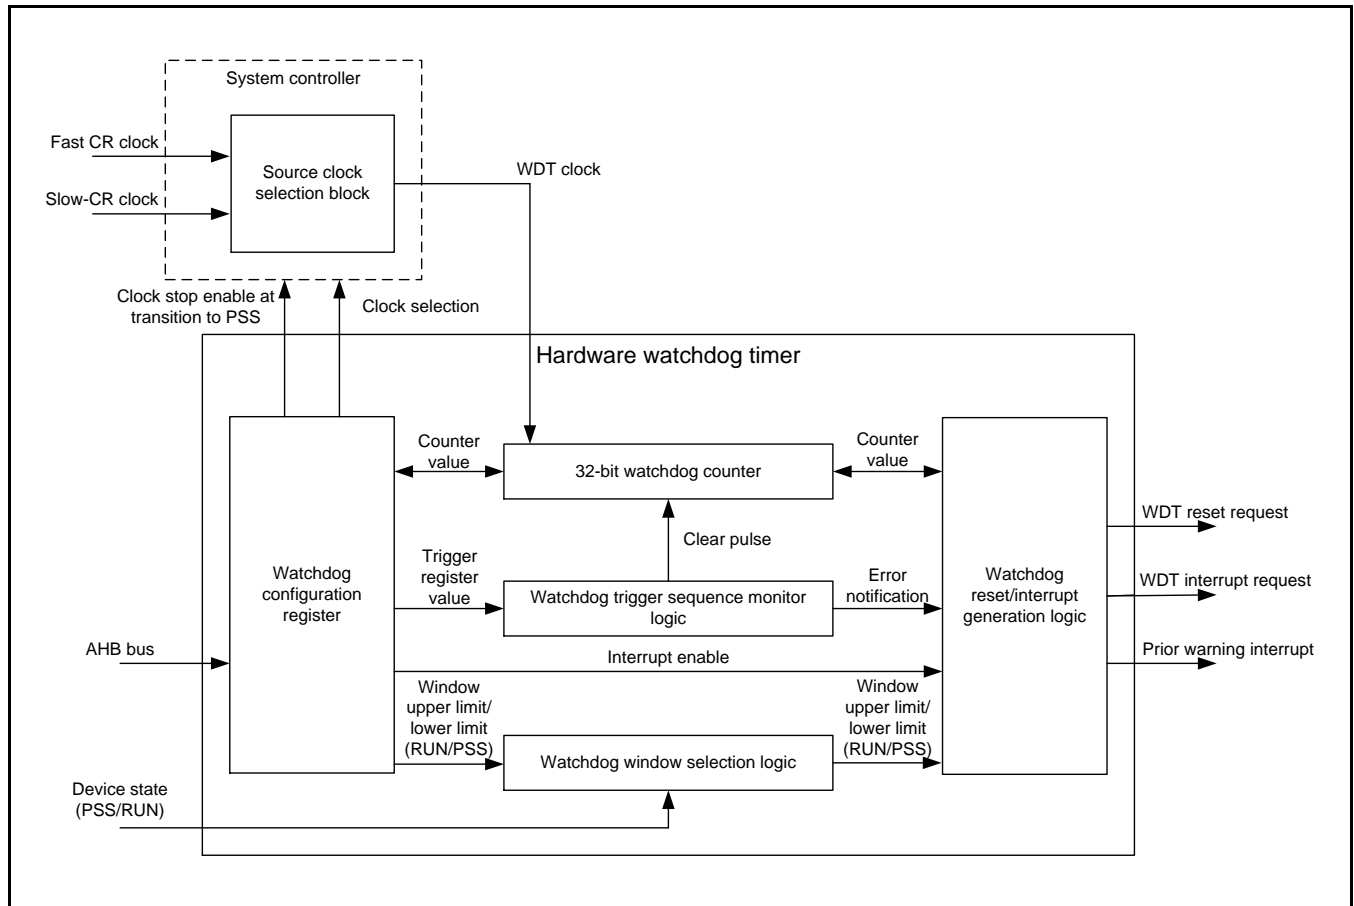 System controller
Fast CR clock
Slow-CR clock
Source clock
selection block
WDT clock
Clock stop enable at
transition to PSS
Clock selection
Hardware watchdog timer
Counter
value
32-bit watchdog counter
Counter
value
WDT reset request
Clear pulse
Trigger
register
value
Watchdog
configuration
register
Watchdog trigger sequence monitor
logic
Error
notification
Watchdog
reset/interrupt
generation logic
WDT interrupt request
AHB bus
Interrupt enable
Prior warning interrupt
Window
upper limit/
lower limit
(RUN/PSS)
Watchdog window selection logic
Window
upper limit/
lower limit
(RUN/PSS)
Device state
(PSS/RUN)